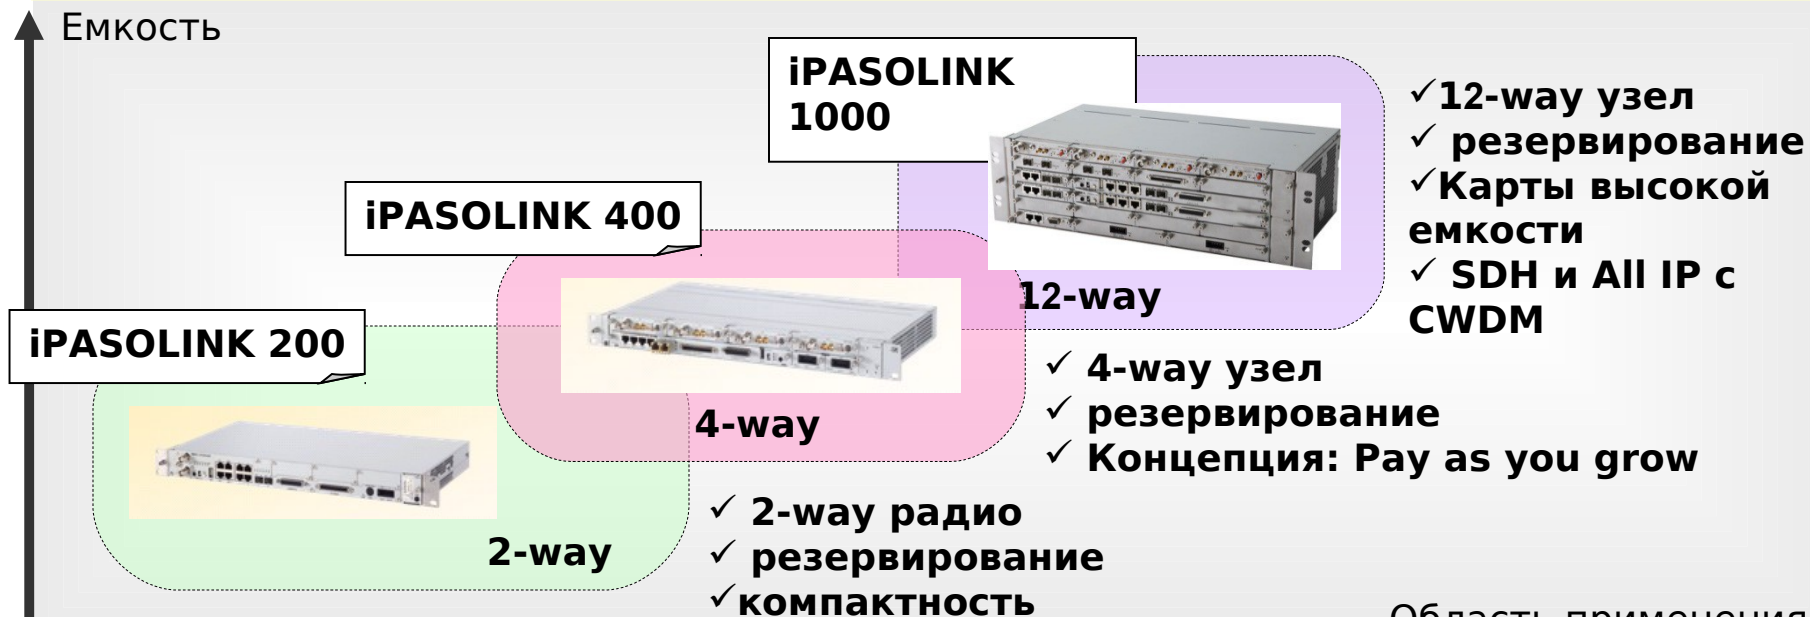 Емкость
iPASOLINK
1000
✓12-way узел
✓ резервирование
✓Карты высокой
емкости
✓ SDH и All IP с
CWDM
iPASOLINK 400
12-way
iPASOLINK 200
✓ 4-way узел
✓ резервирование
✓ Концепция: Pay as you grow
4-way
✓ 2-way радио
✓ резервирование
✓компактность
2-way
Область применения